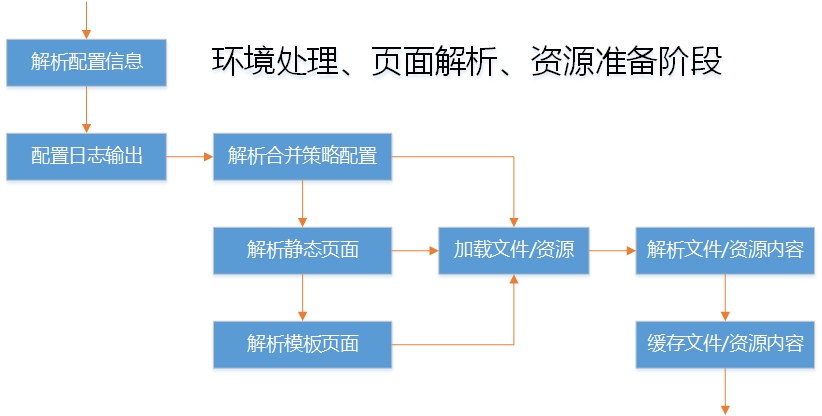 环境处理、页面解析、资源准备阶段
解析配置信息
配置日志输出
解析合并策略配置
解析静态页面
加载文件/资源
解析文件/资源内容
解析模板页面
缓存文件/资源内容